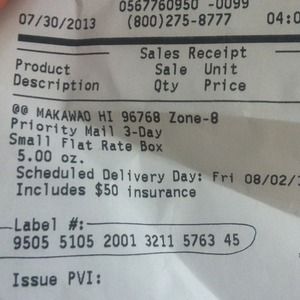 0567760950 -0099
07/30/2013 (800)275-8777 04:0
Sales Receipt
Product Sale Unit
Description Qty Price
@@ MAKAWAO HI 96768 Zone-8
Priority Mail 3-Day
Small Flat Rate Box
5.00 oz.
Scheduled Delivery Day: Fri 08/02/1
Includes $50 insurance
Label #:
9505 5105 2001 3211 5763 45
Issue PVI: